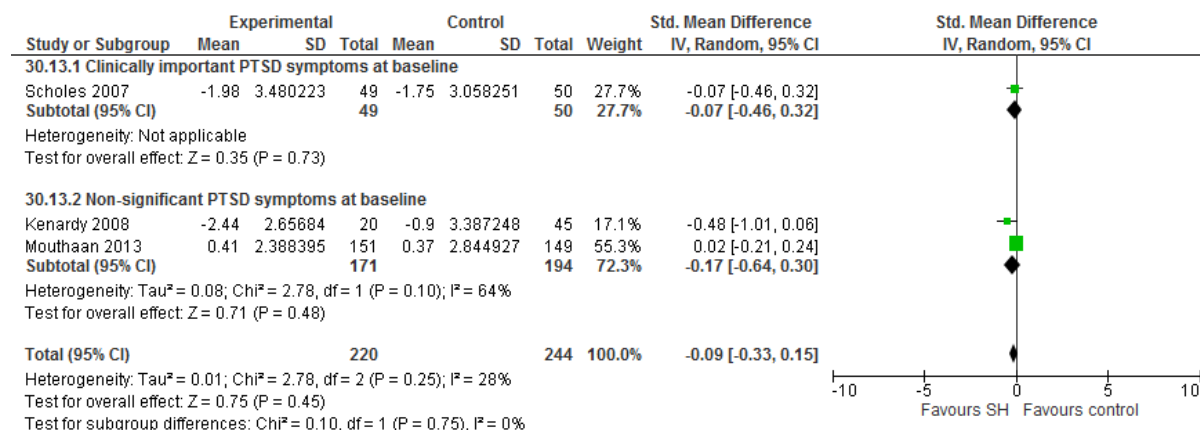 Experimental Control Std. Mean Difference Std. Mean Difference
Study or Subgroup Mean SD Total Mean SD Total Weight IV, Random, 95% CI IV, Random, 95% CI
30.13.1 Clinically important PTSD symptoms at baseline
Scholes 2007 -1.98 3.480223 49 -1.75 3.058251 50 27.7% -0.07 [-0.46, 0.32]
Subtotal (95% CI) 49 50 27.7% -0.07 [-0.46, 0.32]
Heterogeneity: Not applicable
Test for overall effect: Z = 0.35 (P = 0.73)
30.13.2 Non-significant PTSD symptoms at baseline
Kenardy 2008 -2.44 2.65684 20 -0.9 3.387248 45 17.1% -0.48 [-1.01, 0.06]
Mouthaan 2013 0.41 2.388395 151 0.37 2.844927 149 55.3% 0.02 [-0.21, 0.24]
Subtotal (95% CI) 171 194 72.3% -0.17 [-0.64, 0.30]
Heterogeneity: Tau² = 0.08; Chi² = 2.78, df = 1 (P = 0.10); I² = 64%
Test for overall effect: Z = 0.71 (P = 0.48)
Total (95% CI) 220 244 100.0% -0.09 [-0.33, 0.15]
Heterogeneity: Tau² = 0.01; Chi² = 2.78, df = 2 (P = 0.25); I² = 28%
Test for overall effect: Z = 0.75 (P = 0.45)
Test for subgroup differences: Chi² = 0.10, df = 1 (P = 0.75), I² = 0%
-10 -5 0 5 10
Favours SH Favours control